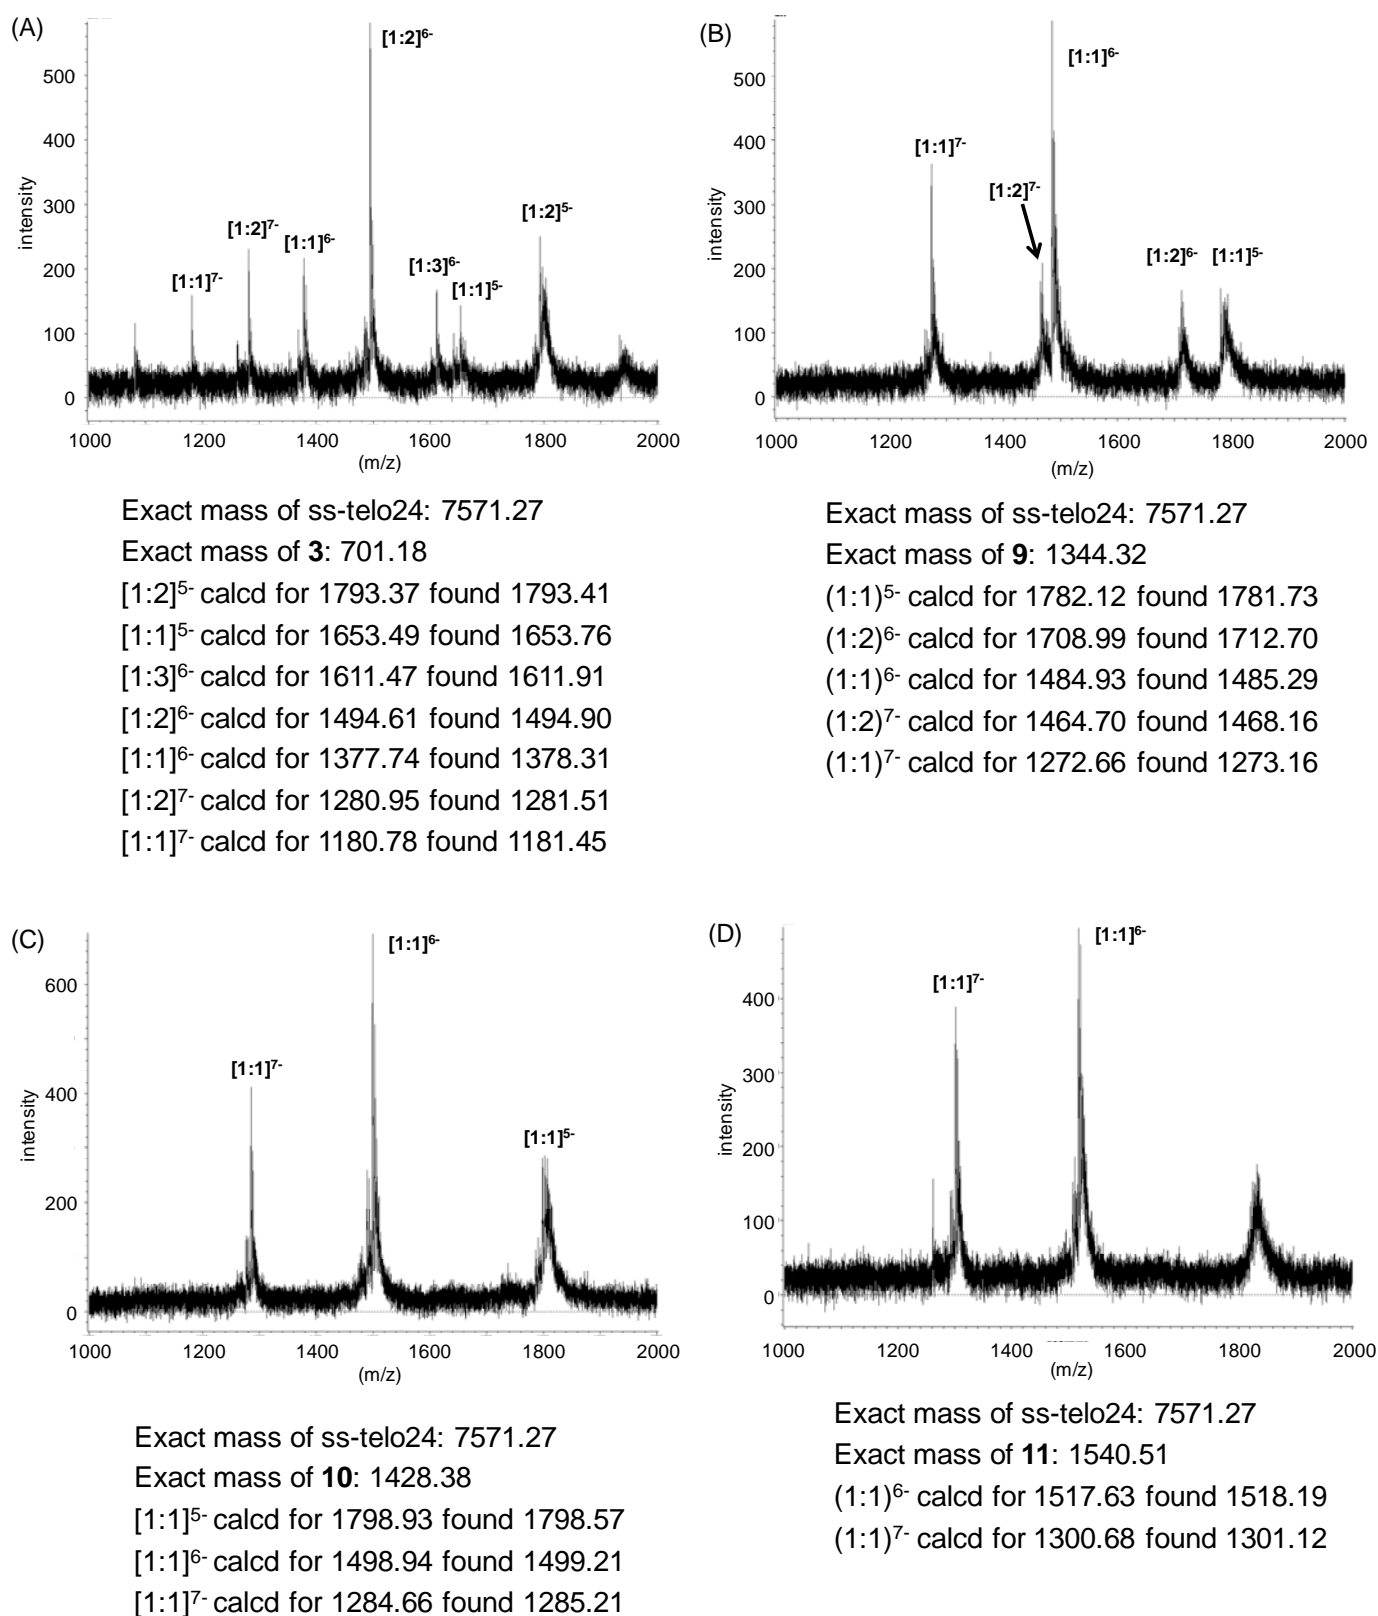 (A)
[1:2]6-
[1:2]7-
[1:1]6-
[1:1]7-
[1:3]6-
[1:1]5-
[1:2]5-
intensity
500
400
300
200
100
0
1000 1200 1400 1600 1800 2000
(m/z)
Exact mass of ss-telo24: 7571.27
Exact mass of 3: 701.18
[1:2]5- calcd for 1793.37 found 1793.41
[1:1]5- calcd for 1653.49 found 1653.76
[1:3]6- calcd for 1611.47 found 1611.91
[1:2]6- calcd for 1494.61 found 1494.90
[1:1]6- calcd for 1377.74 found 1378.31
[1:2]7- calcd for 1280.95 found 1281.51
[1:1]7- calcd for 1180.78 found 1181.45
(B)
[1:1]6-
[1:1]7-
[1:2]7-
[1:2]6-
[1:1]5-
intensity
500
400
300
200
100
0
1000 1200 1400 1600 1800 2000
(m/z)
Exact mass of ss-telo24: 7571.27
Exact mass of 9: 1344.32
(1:1)5- calcd for 1782.12 found 1781.73
(1:2)6- calcd for 1708.99 found 1712.70
(1:1)6- calcd for 1484.93 found 1485.29
(1:2)7- calcd for 1464.70 found 1468.16
(1:1)7- calcd for 1272.66 found 1273.16
(C)
[1:1]6-
[1:1]7-
[1:1]5-
intensity
600
400
200
0
1000 1200 1400 1600 1800 2000
(m/z)
Exact mass of ss-telo24: 7571.27
Exact mass of 10: 1428.38
[1:1]5- calcd for 1798.93 found 1798.57
[1:1]6- calcd for 1498.94 found 1499.21
[1:1]7- calcd for 1284.66 found 1285.21
(D)
[1:1]6-
[1:1]7-
intensity
400
300
200
100
0
1000 1200 1400 1600 1800 2000
(m/z)
Exact mass of ss-telo24: 7571.27
Exact mass of 11: 1540.51
(1:1)6- calcd for 1517.63 found 1518.19
(1:1)7- calcd for 1300.68 found 1301.12